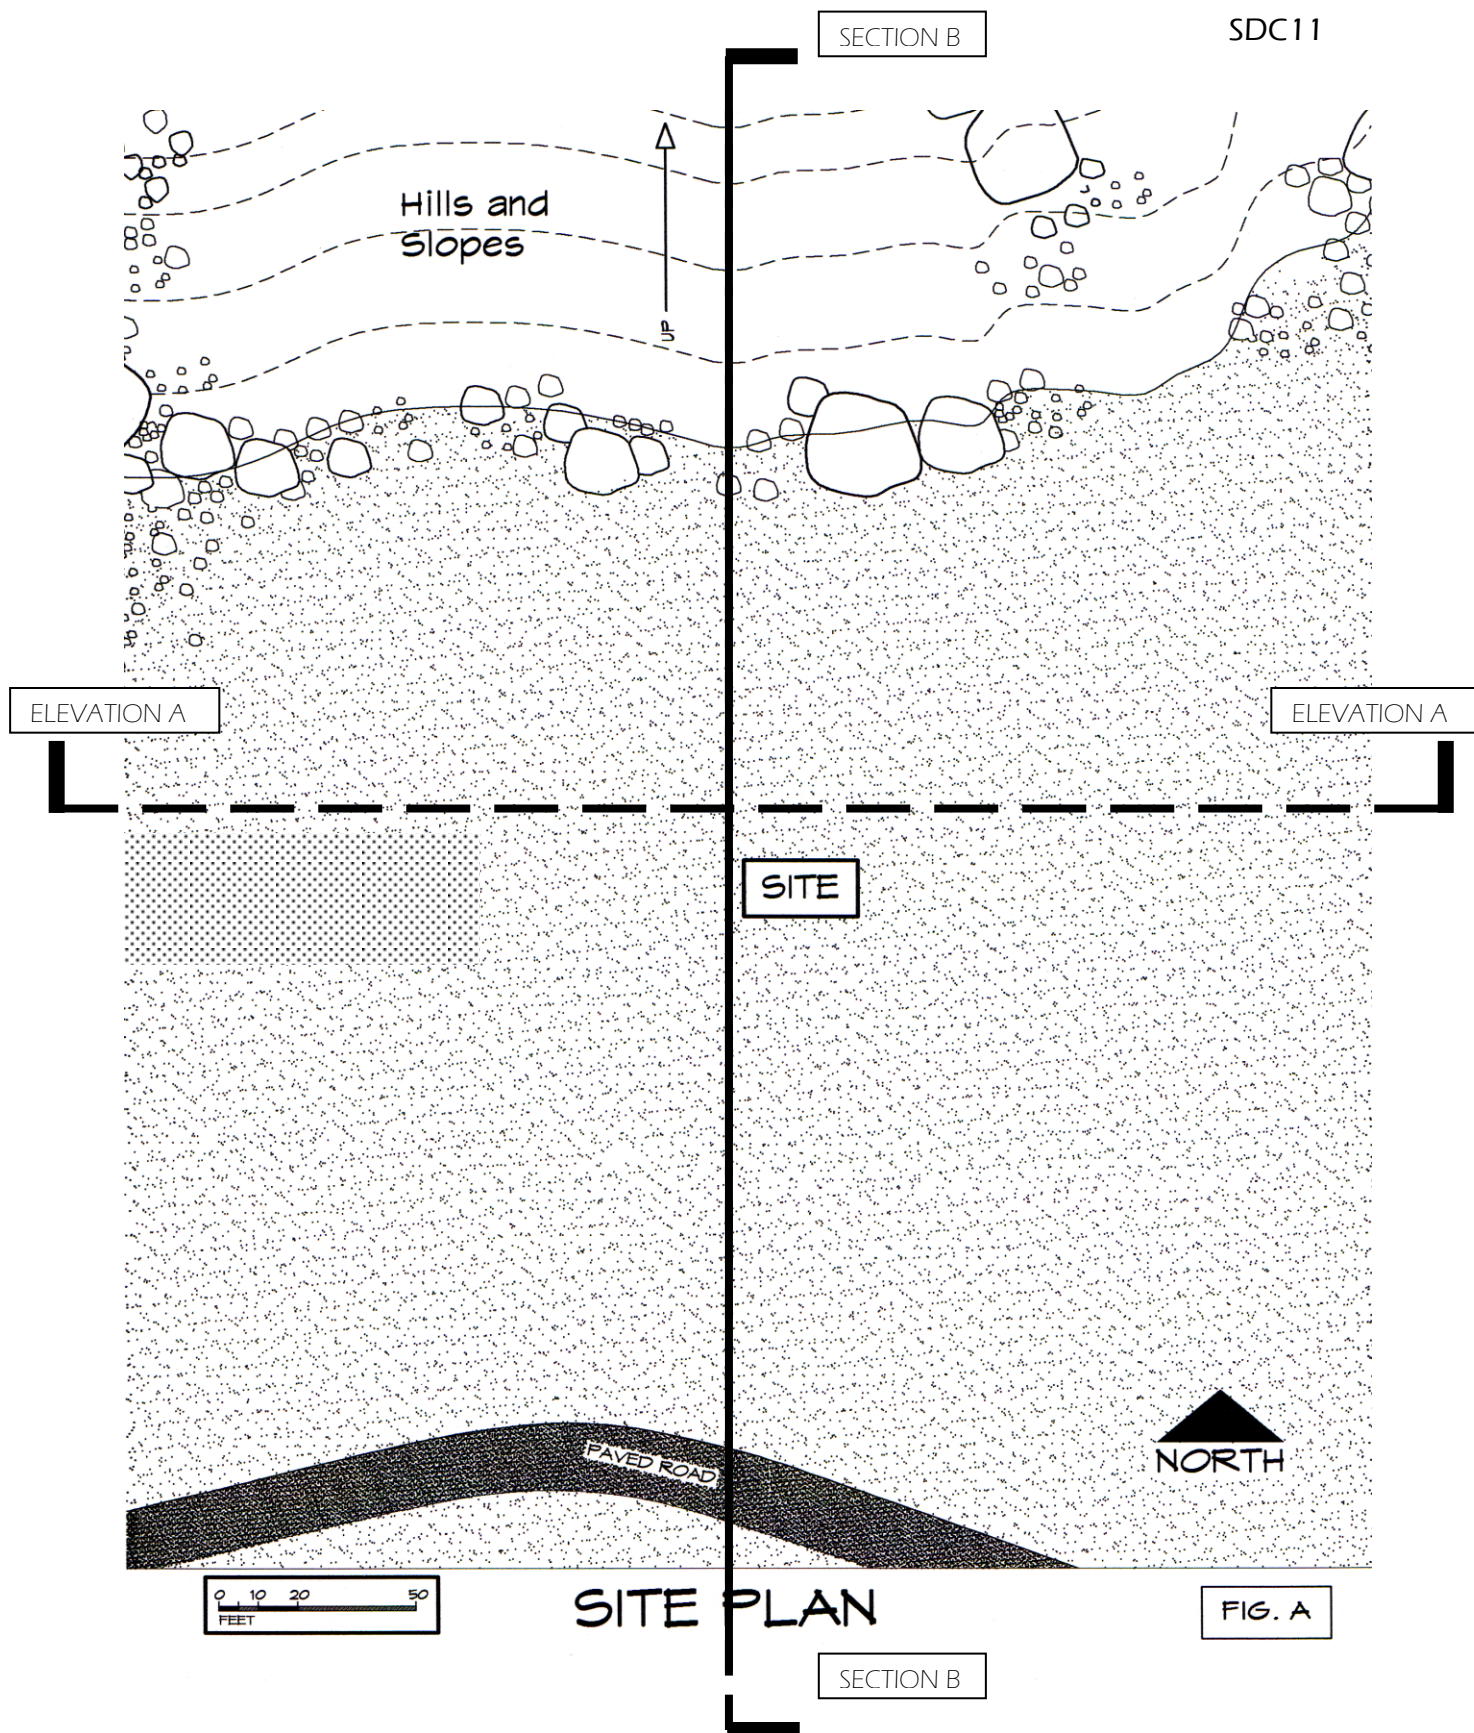 SECTION B
SDC11
Hills and
Slopes
UP
ELEVATION A
ELEVATION A
SITE
PAVED ROAD
NORTH
0 10 20 50
FEET
SITE PLAN
FIG. A
SECTION B